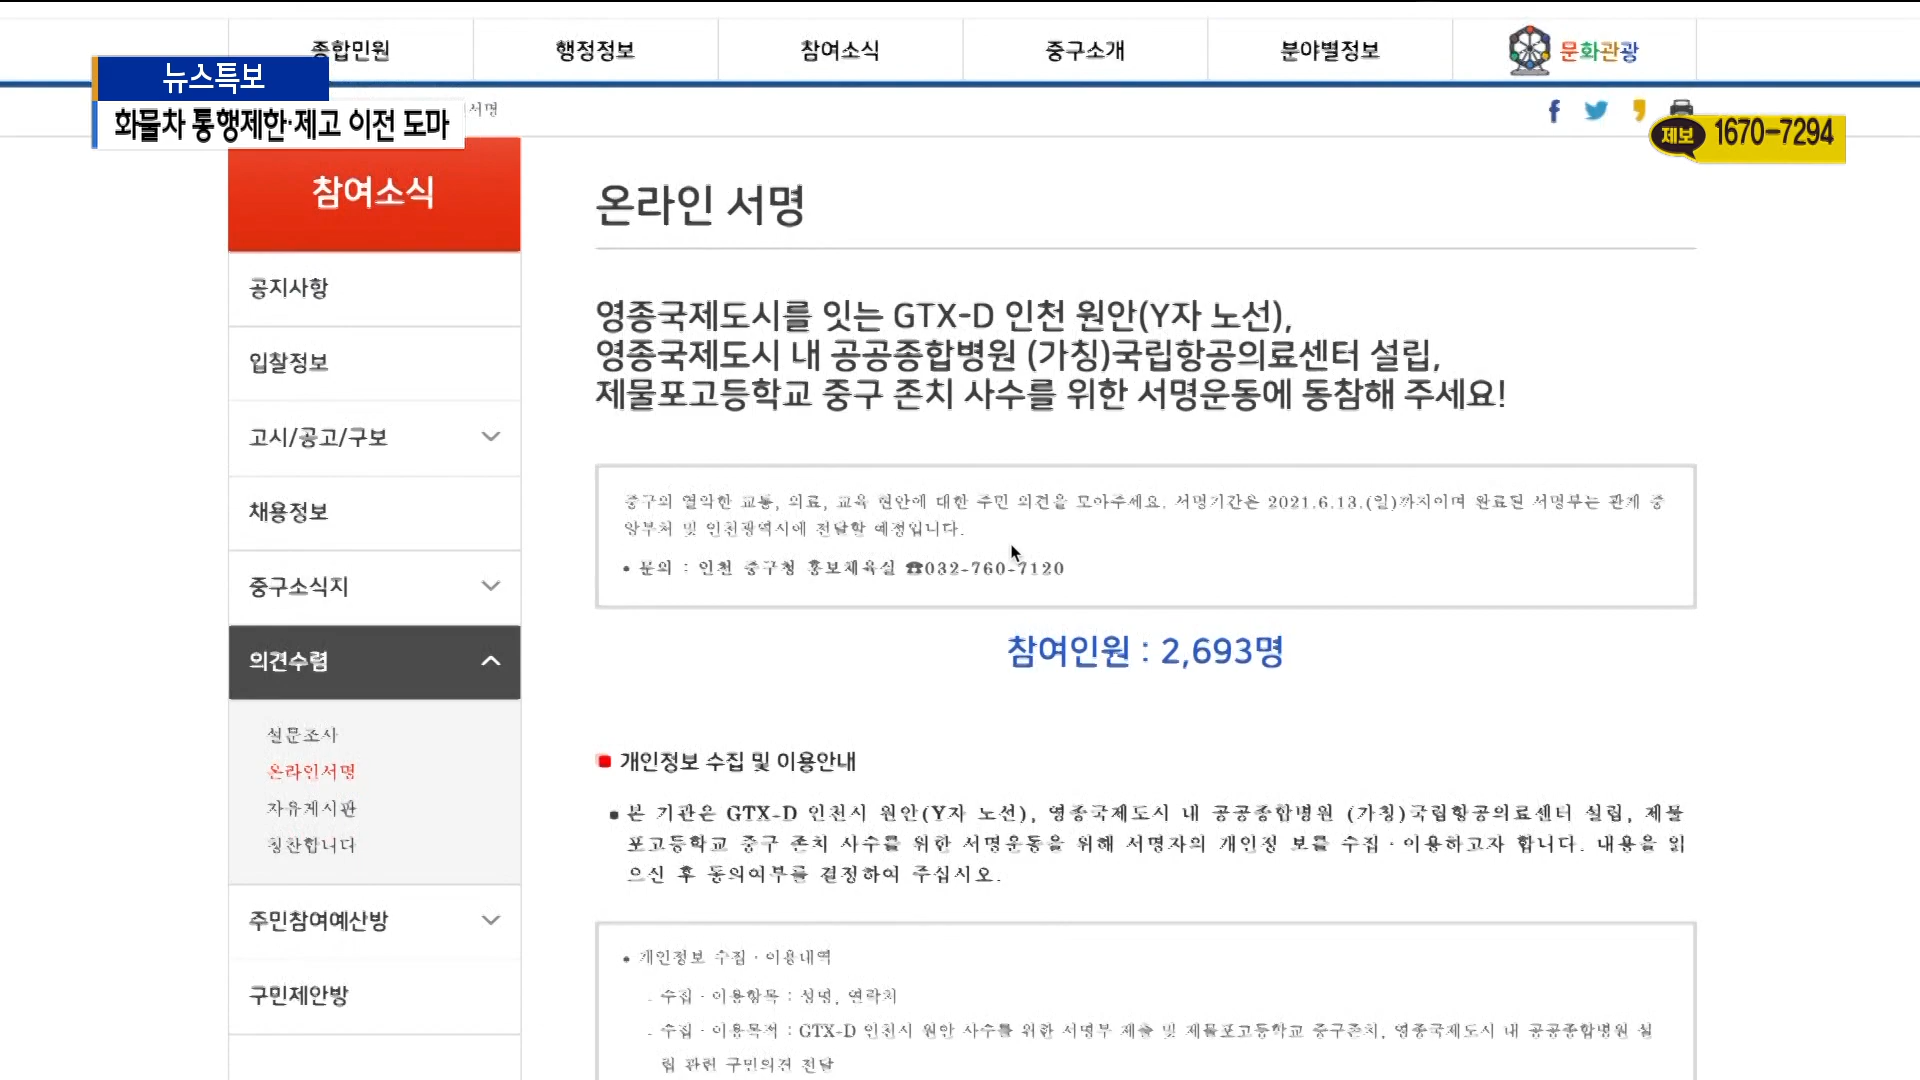 종합민원
행정정보
참여소식
중구소개
분야별정보
문화관광
뉴스특보
화물차 통행제한·제고 이전 도마
서명
제보 1670-7294
참여소식
공지사항
입찰정보
고시/공고/구보
채용정보
중구소식지
의견수렴
설문조사
온라인서명
자유게시판
칭찬합니다
주민참여예산방
구민제안방
온라인 서명
영종국제도시를 잇는 GTX-D 인천 원안(Y자 노선),
영종국제도시 내 공공종합병원 (가칭)국립항공의료센터 설립,
제물포고등학교 중구 존치 사수를 위한 서명운동에 동참해 주세요!
중구의 열악한 교통, 의료, 교육 현안에 대한 주민 의견을 모아주세요. 서명기간은 2021.6.13.(일)까지이며 완료된 서명부는 관계 중
앙부처 및 인천광역시에 전달할 예정입니다.
• 문의 : 인천 중구청 홍보체육실 ☎032-760-7120
참여인원 : 2,693명
개인정보 수집 및 이용안내
본 기관은 GTX-D 인천시 원안(Y자 노선), 영종국제도시 내 공공종합병원 (가칭)국립항공의료센터 설립, 제물
포고등학교 중구 존치 사수를 위한 서명운동을 위해 서명자의 개인정 보를 수집·이용하고자 합니다. 내용을 읽
으신 후 동의여부를 결정하여 주십시오.
• 개인정보 수집·이용내역
- 수집·이용항목 : 성명, 연락처
- 수집·이용목적 : GTX-D 인천시 원안 사수를 위한 서명부 제출 및 제물포고등학교 중구존치, 영종국제도시 내 공공종합병원 설
립 관련 구민의견 전달